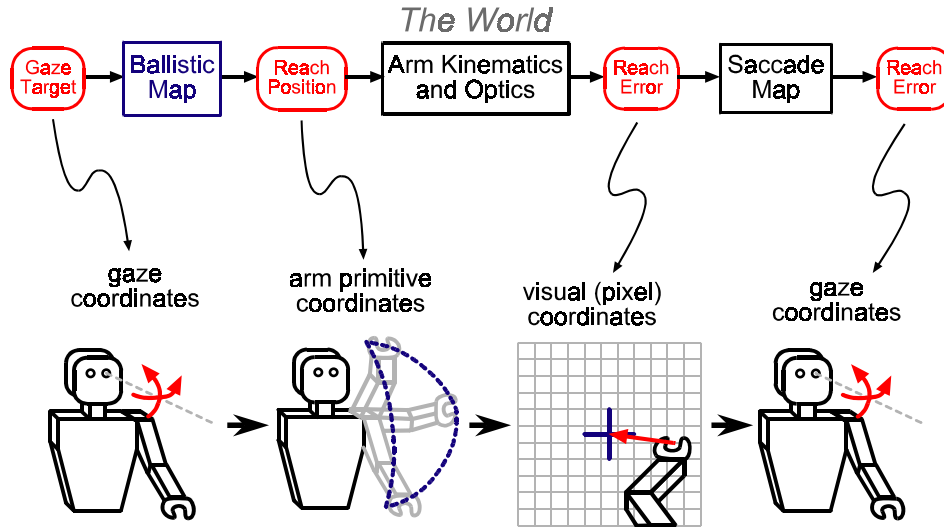 The World
Gaze
Target
Ballistic
Map
Reach
Position
Arm Kinematics
and Optics
Reach
Error
Saccade
Map
Reach
Error
gaze
coordinates
arm primitive
coordinates
visual (pixel)
coordinates
gaze
coordinates